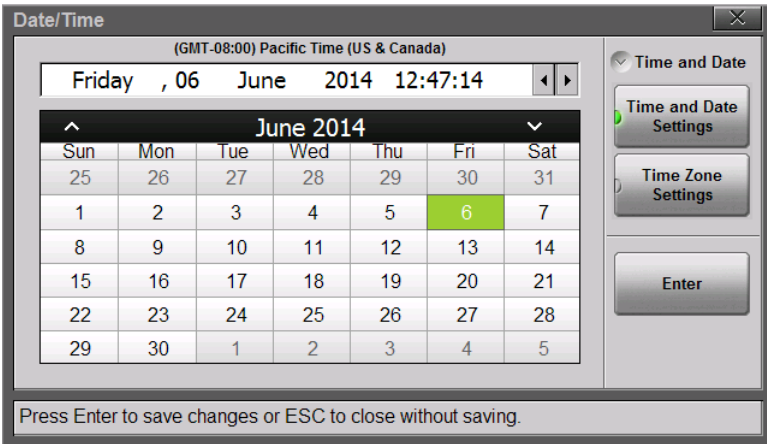 Date/Time
(GMT-08:00) Pacific Time (US & Canada)
Friday , 06 June 2014 12:47:14
June 2014
Sun Mon Tue Wed Thu Fri Sat
25 26 27 28 29 30 31
1 2 3 4 5 6 7
8 9 10 11 12 13 14
15 16 17 18 19 20 21
22 23 24 25 26 27 28
29 30 1 2 3 4 5
Time and Date
Time and Date
Settings
Time Zone
Settings
Enter
Press Enter to save changes or ESC to close without saving.